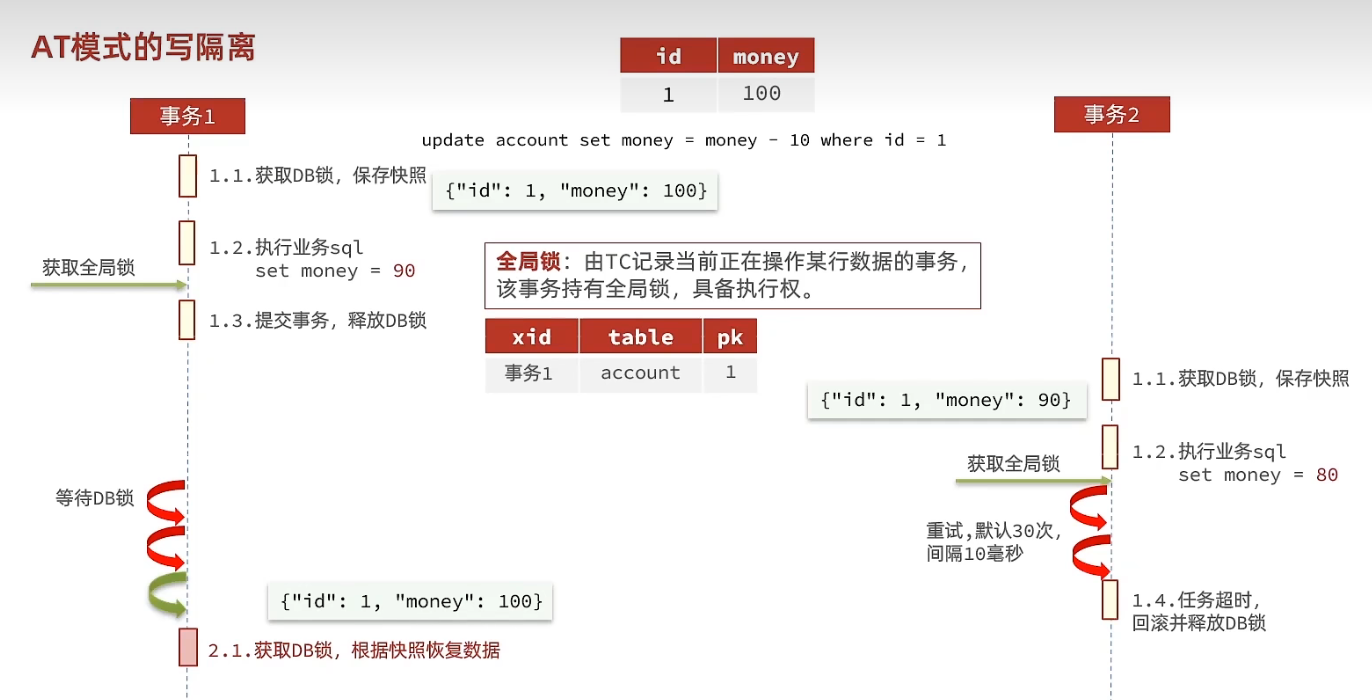 AT模式的写隔离
id money
1 100
事务1
事务2
update account set money = money - 10 where id = 1
1.1.获取DB锁，保存快照
{"id": 1, "money": 100}
1.2.执行业务sql
set money = 90
获取全局锁
1.3.提交事务，释放DB锁
全局锁：由TC记录当前正在操作某行数据的事务，
该事务持有全局锁，具备执行权。
xid table pk
事务1 account 1
1.1.获取DB锁，保存快照
{"id": 1, "money": 90}
1.2.执行业务sql
set money = 80
获取全局锁
等待DB锁
重试,默认30次，
间隔10毫秒
1.4.任务超时，
回滚并释放DB锁
{"id": 1, "money": 100}
2.1.获取DB锁，根据快照恢复数据